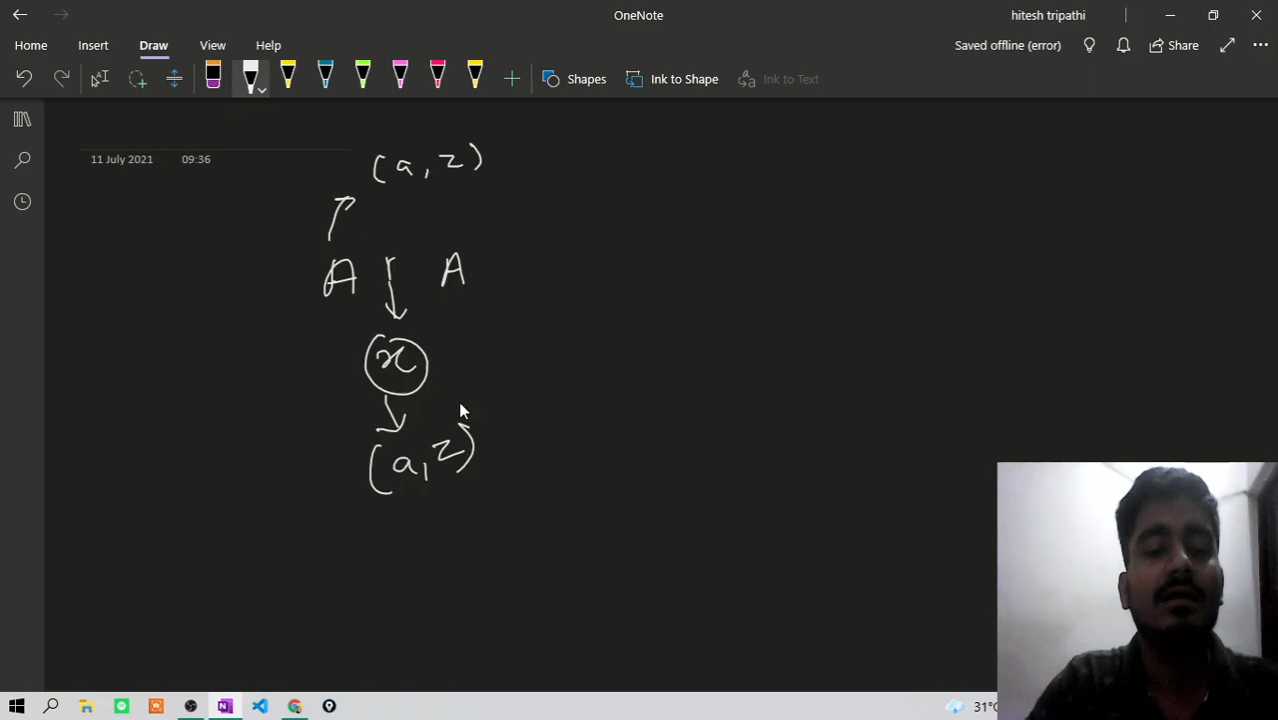 OneNote
hitesh tripathi
Home Insert Draw View Help
Saved offline (error)
Share
Shapes
Ink to Shape
Ink to Text
11 July 2021 09:36
(a, z)
A A
x
(a, z)
31°